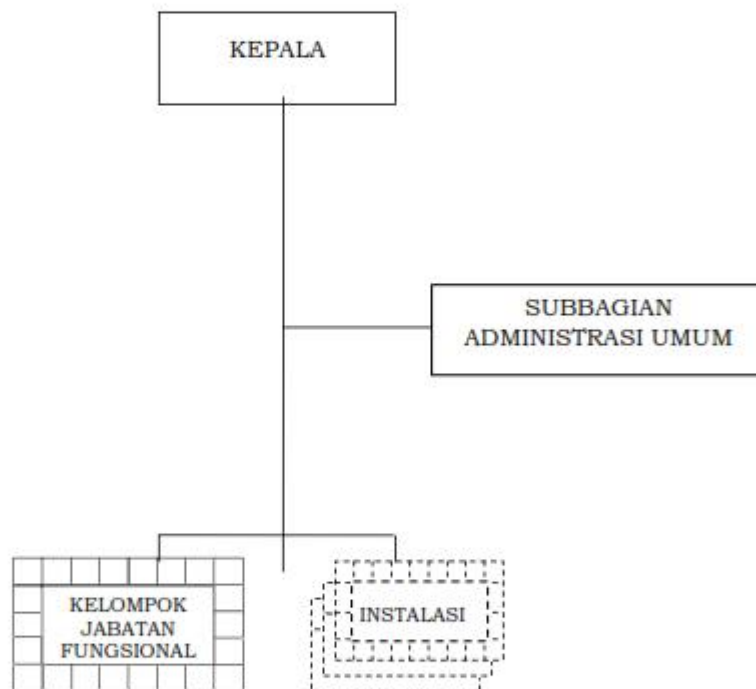 KEPALA
SUBBAGIAN
ADMINISTRASI UMUM
KELOMPOK
JABATAN
FUNGSIONAL
INSTALASI